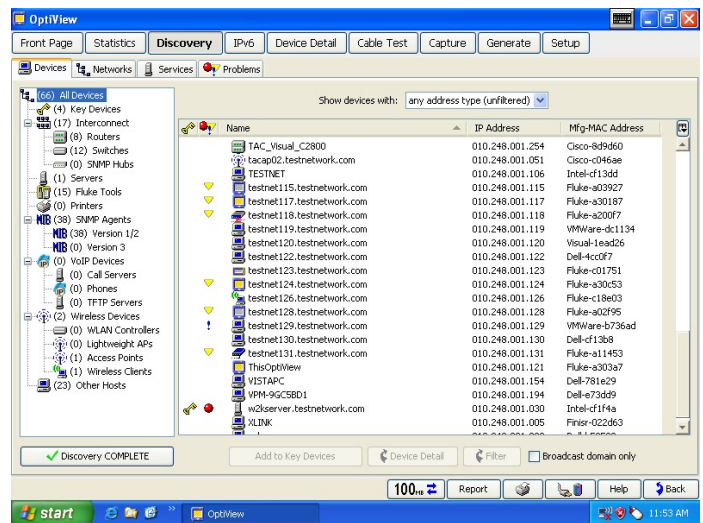 OptiView
Front Page Statistics Discovery IPv6 Device Detail Cable Test Capture Generate Setup
Devices Networks Services Problems
(66) All Devices
(4) Key Devices
(17) Interconnect
(8) Routers
(12) Switches
(0) SNMP Hubs
(1) Servers
(15) Fluke Tools
(0) Printers
(38) SNMP Agents
MIB (38) Version 1/2
MIB (0) Version 3
(0) VoIP Devices
(0) Call Servers
(0) Phones
(0) TFTP Servers
(2) Wireless Devices
(0) WLAN Controllers
(0) Lightweight APs
(1) Access Points
(1) Wireless Clients
(23) Other Hosts
Show devices with: any address type (unfiltered)
Name IP Address Mfg-MAC Address
TAC_Visual_C2800 010.248.001.254 Cisco-8d9d60
tacap02.testnetwork.com 010.248.001.051 Cisco-c046ae
TESTNET 010.248.001.106 Intel-cf13dd
testnet115.testnetwork.com 010.248.001.115 Fluke-a03927
testnet117.testnetwork.com 010.248.001.117 Fluke-a30187
testnet118.testnetwork.com 010.248.001.118 Fluke-a200f7
testnet119.testnetwork.com 010.248.001.119 VMWare-dc1134
testnet120.testnetwork.com 010.248.001.120 Visual-1ead26
testnet122.testnetwork.com 010.248.001.122 Dell-4cc0f7
testnet123.testnetwork.com 010.248.001.123 Fluke-c01751
testnet124.testnetwork.com 010.248.001.124 Fluke-a30c53
testnet126.testnetwork.com 010.248.001.126 Fluke-c18e03
testnet128.testnetwork.com 010.248.001.128 Fluke-a02f95
testnet129.testnetwork.com 010.248.001.129 VMWare-b736ad
testnet130.testnetwork.com 010.248.001.130 Dell-cf13b8
testnet131.testnetwork.com 010.248.001.131 Fluke-a11453
ThisOptiView 010.248.001.121 Fluke-a303a7
VISTAPC 010.248.001.154 Dell-781e29
VPM-9GC5BD1 010.248.001.194 Dell-e73dd9
w2kserver.testnetwork.com 010.248.001.030 Intel-cf1f4a
XLINK 010.248.001.005 Finisr-022d63
Discovery COMPLETE Add to Key Devices Device Detail Filter Broadcast domain only
100MB Report Help Back
start OptiView 11:53 AM